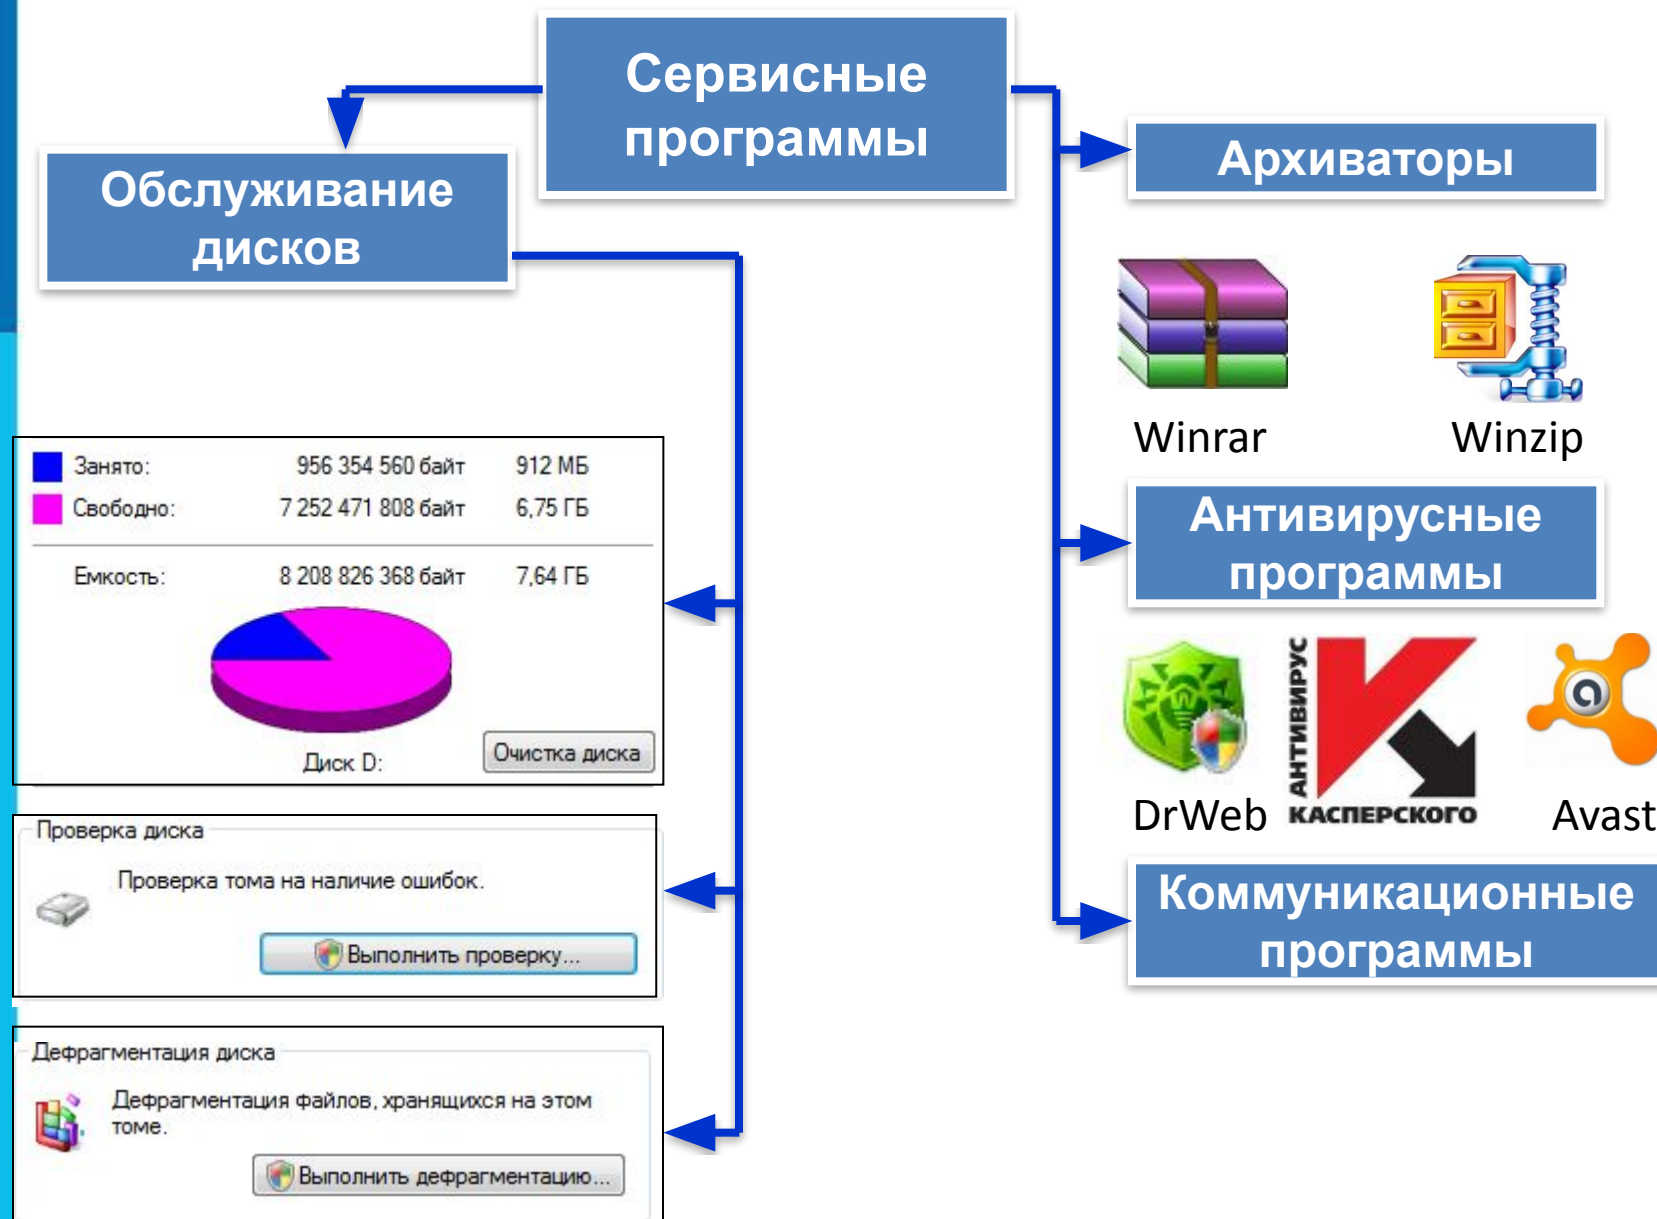 Сервисные
программы
Обслуживание
дисков
Занято: 956 354 560 байт 912 МБ
Свободно: 7 252 471 808 байт 6,75 ГБ
Емкость: 8 208 826 368 байт 7,64 ГБ
Диск D:
Очистка диска
Проверка диска
Проверка тома на наличие ошибок.
Выполнить проверку...
Дефрагментация диска
Дефрагментация файлов, хранящихся на этом
томе.
Выполнить дефрагментацию...
Архиваторы
Winrar Winzip
Антивирусные
программы
АНТИВИРУС
КАСПЕРСКОГО
a
DrWeb Avast
Коммуникационные
программы